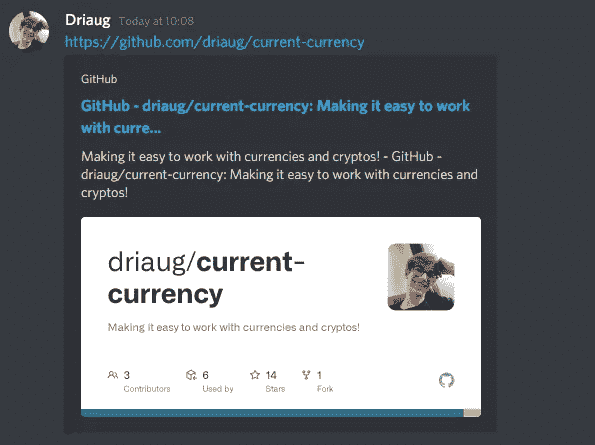 Driaug Today at 10:08
https://github.com/driaug/current-currency
GitHub
GitHub - driaug/current-currency: Making it easy to work
with curre...
Making it easy to work with currencies and cryptos! - GitHub -
driaug/current-currency: Making it easy to work with currencies and
cryptos!
driaug/current-
currency
Making it easy to work with currencies and cryptos!
3 6 14 1
Contributors Used by Stars Fork